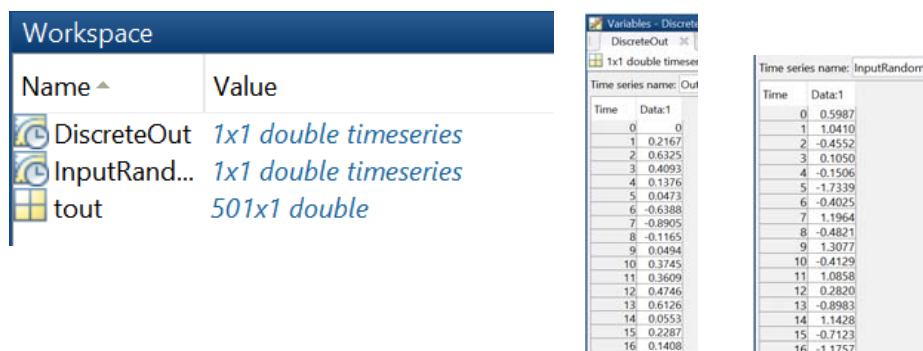 Workspace
Name Value
DiscreteOut 1x1 double timeseries
InputRand... 1x1 double timeseries
tout 501x1 double
Variables - Discrete
DiscreteOut
1x1 double timeser
Time series name: Out
Time Data:1
0 0
1 0.2167
2 0.6325
3 0.4093
4 0.1376
5 0.0473
6 -0.6388
7 -0.8905
8 -0.1165
9 0.0494
10 0.3745
11 0.3609
12 0.4746
13 0.6126
14 0.0553
15 0.2287
16 0.1408
Time series name: InputRandom
Time Data:1
0 0.5987
1 1.0410
2 -0.4552
3 0.1050
4 -0.1506
5 -1.7339
6 -0.4025
7 1.1964
8 -0.4821
9 1.3077
10 -0.4129
11 1.0858
12 0.2820
13 -0.8983
14 1.1428
15 -0.7123
16 -1.1757